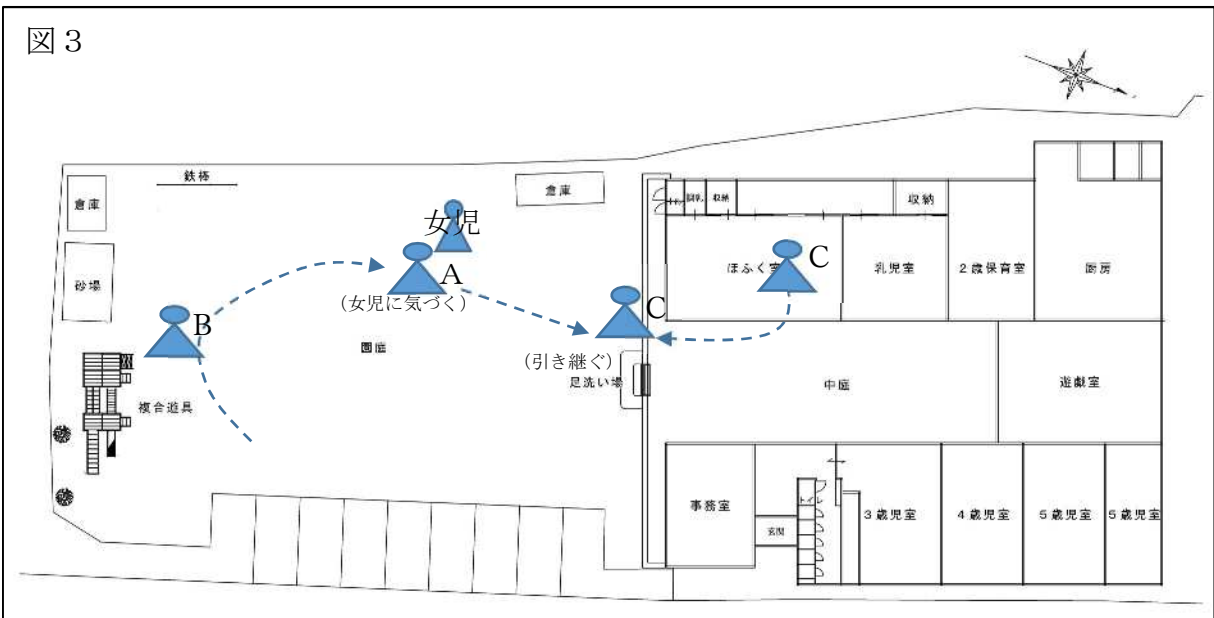 図３
鉄棒
倉庫
倉庫
砂場
女児
A
(女児に気づく)
B
C
C
(引き継ぐ)
園庭
足洗い場
複合遊具
収納
収納
ほふく室
乳児室
２歳保育室
厨房
中庭
遊戯室
事務室
玄関
トイレ
３歳児室
４歳児室
５歳児室
５歳児室